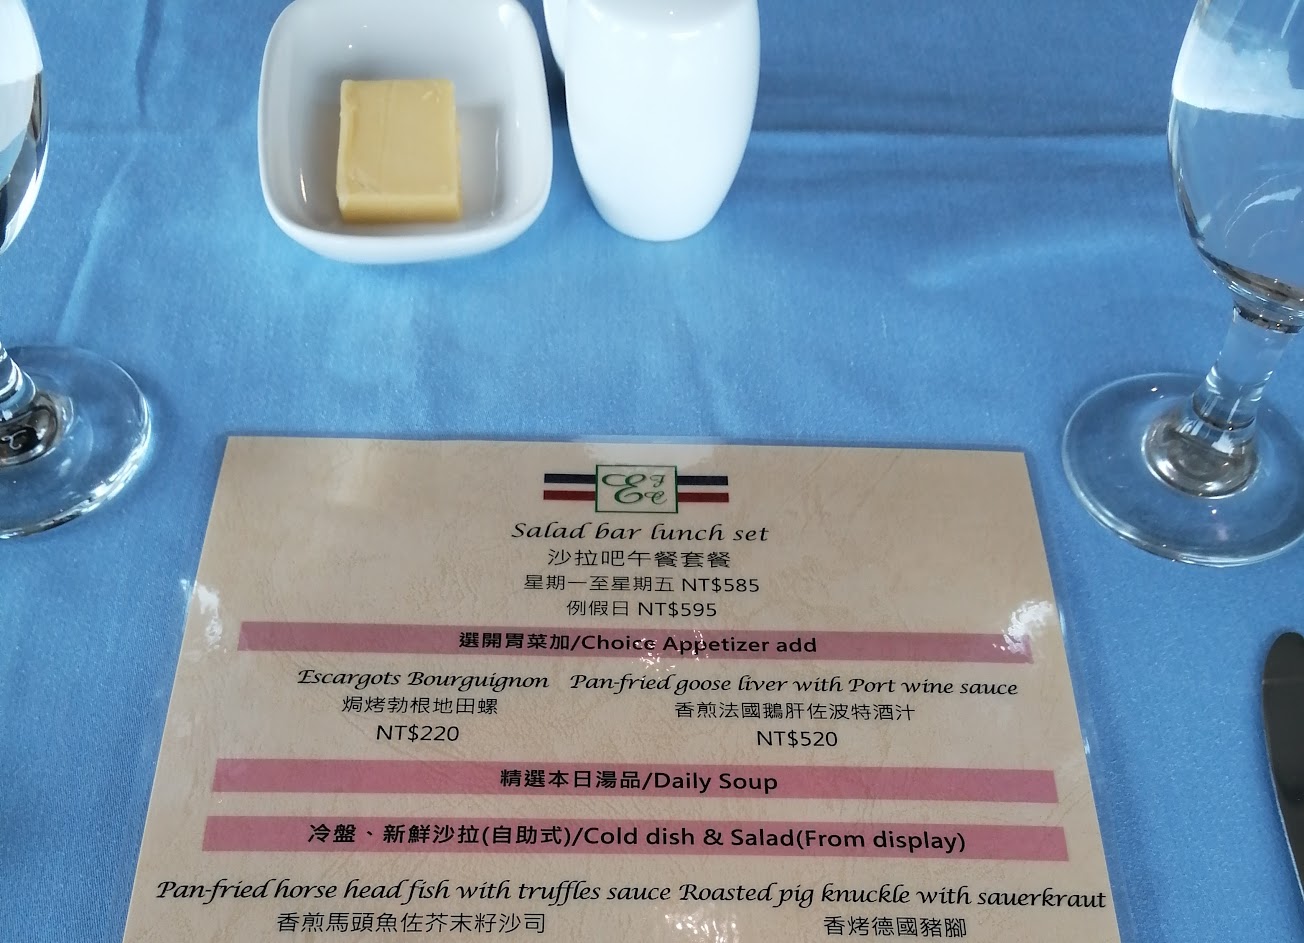 E F C
Salad bar lunch set
沙拉吧午餐套餐
星期一至星期五 NT$585
例假日 NT$595
選開胃菜加/Choice Appetizer add
Escargots Bourguignon Pan-fried goose liver with Port wine sauce
焗烤勃根地田螺 香煎法國鵝肝佐波特酒汁
NT$220 NT$520
精選本日湯品/Daily Soup
冷盤、新鮮沙拉(自助式)/Cold dish & Salad(From display)
Pan-fried horse head fish with truffles sauce Roasted pig knuckle with sauerkraut
香煎馬頭魚佐芥末籽沙司 香烤德國豬腳